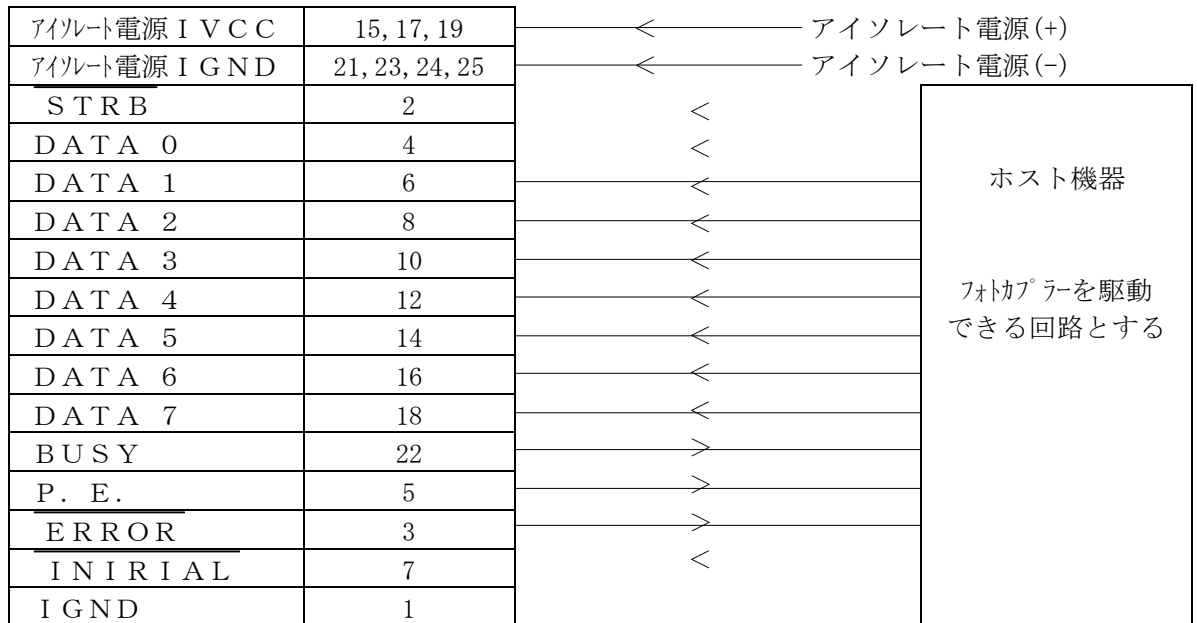 ｱｲｿﾚｰﾄ電源ＩＶＣＣ 15,17,19 アイソレート電源(+)
ｱｲｿﾚｰﾄ電源ＩＧＮＤ 21,23,24,25 アイソレート電源(−)
ＳＴＲＢ 2
ＤＡＴＡ ０ 4
ＤＡＴＡ １ 6 ホスト機器
ＤＡＴＡ ２ 8
ＤＡＴＡ ３ 10
ＤＡＴＡ ４ 12 ﾌｫﾄｶﾌﾟﾗｰを駆動
ＤＡＴＡ ５ 14 できる回路とする
ＤＡＴＡ ６ 16
ＤＡＴＡ ７ 18
ＢＵＳＹ 22
Ｐ．Ｅ． 5
ＥＲＲＯＲ 3
ＩＮＩＲＩＡＬ 7
ＩＧＮＤ 1